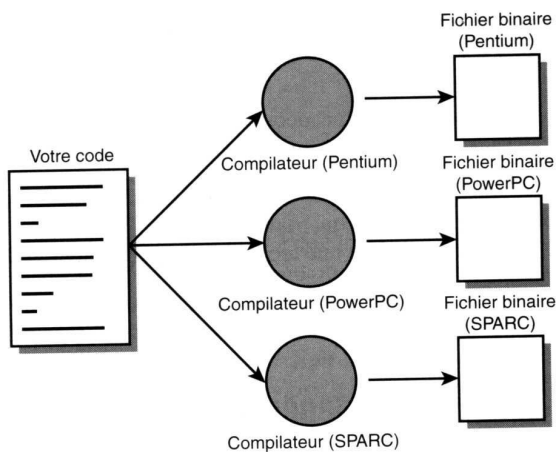 Fichier binaire
(Pentium)
Votre code
Compilateur (Pentium)
Fichier binaire
(PowerPC)
Compilateur (PowerPC)
Fichier binaire
(SPARC)
Compilateur (SPARC)